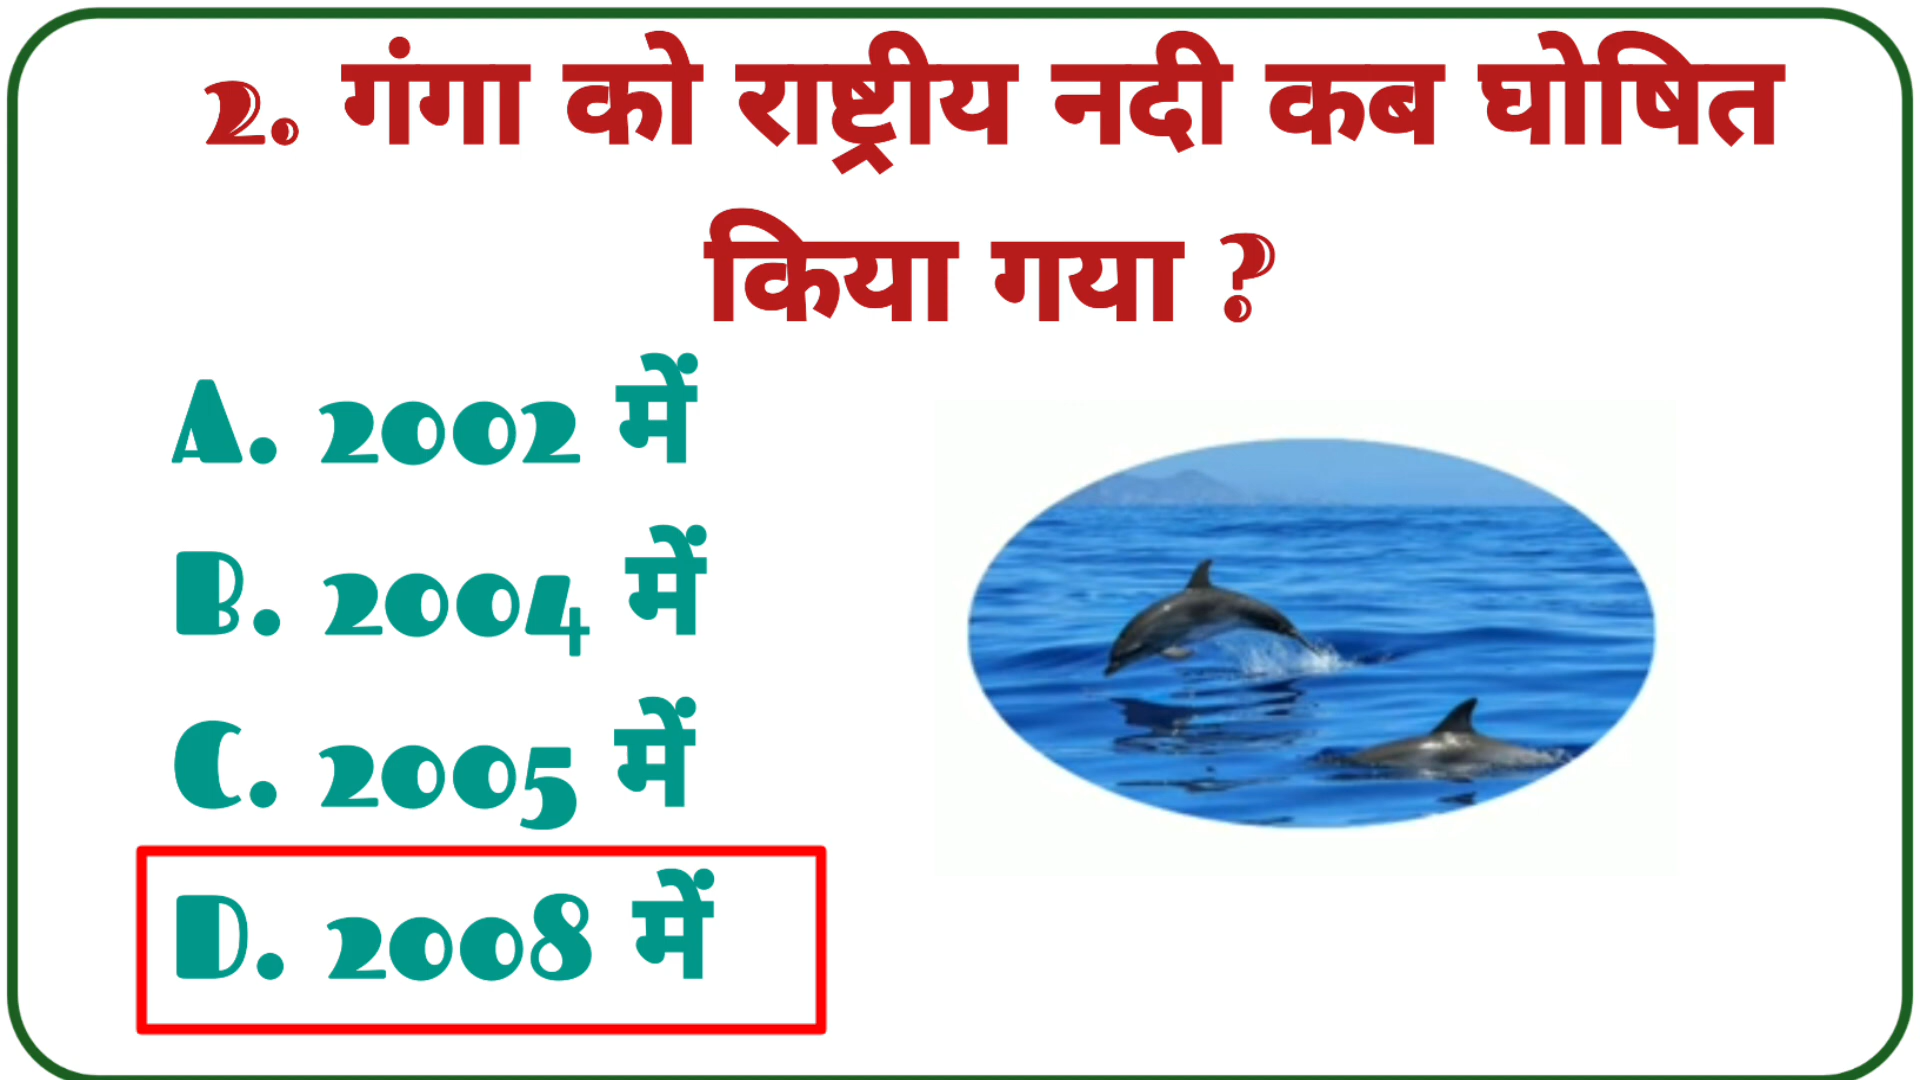 2. गंगा को राष्ट्रीय नदी कब घोषित
किया गया ?
A. 2002 में
B. 2004 में
C. 2005 में
D. 2008 में